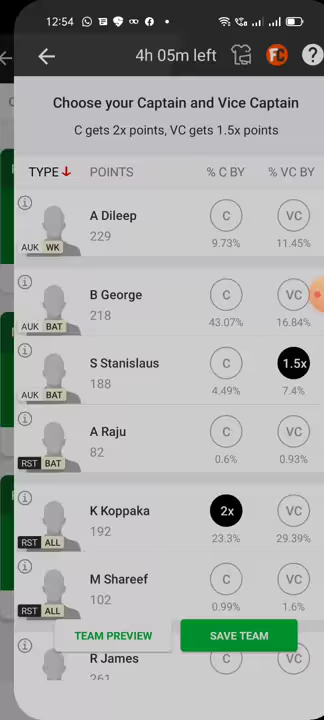 12:54
4h 05m left
FC
?
Choose your Captain and Vice Captain
C gets 2x points, VC gets 1.5x points
TYPE POINTS % C BY % VC BY
A Dileep
229
C VC
9.73% 11.45%
AUK WK
B George
218
C VC
43.07% 16.84%
AUK BAT
S Stanislaus
188
C 1.5x
4.49% 7.4%
AUK BAT
A Raju
82
C VC
0.6% 0.93%
RST BAT
K Koppaka
192
2x VC
23.3% 29.39%
RST ALL
M Shareef
102
C VC
0.99% 1.6%
RST ALL
TEAM PREVIEW SAVE TEAM
R James
261
C VC